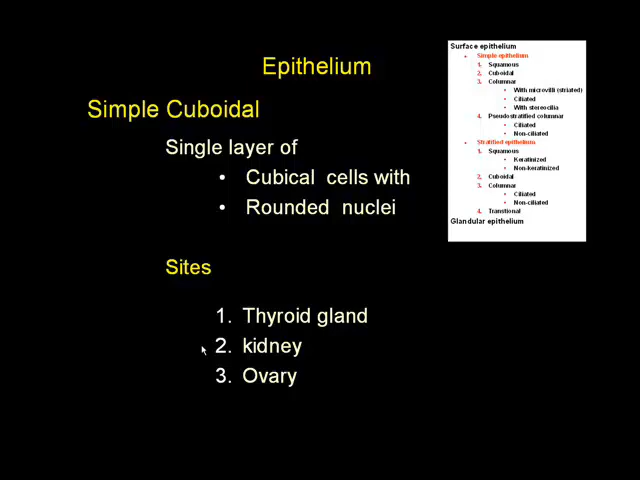 Epithelium
Simple Cuboidal
Single layer of
• Cubical cells with
• Rounded nuclei
Sites
1. Thyroid gland
2. kidney
3. Ovary
Surface epithelium
• Simple epithelium
1. Squamous
2. Cuboidal
3. Columnar
• With microvilli (striated)
• Ciliated
• With stereocilia
4. Pseudostratified columnar
• Ciliated
• Non-ciliated
• Stratified epithelium
1. Squamous
• Keratinized
• Non-keratinized
2. Cuboidal
3. Columnar
• Ciliated
• Non-ciliated
4. Transtional
Glandular epithelium